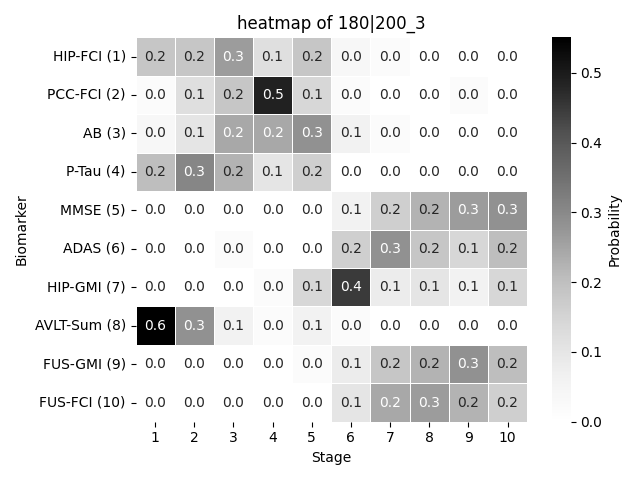 heatmap of 180|200_3
HIP-FCI (1) 0.2 0.2 0.3 0.1 0.2 0.0 0.0 0.0 0.0 0.0
PCC-FCI (2) 0.0 0.1 0.2 0.5 0.1 0.0 0.0 0.0 0.0 0.0
AB (3) 0.0 0.1 0.2 0.2 0.3 0.1 0.0 0.0 0.0 0.0
P-Tau (4) 0.2 0.3 0.2 0.1 0.2 0.0 0.0 0.0 0.0 0.0
MMSE (5) 0.0 0.0 0.0 0.0 0.0 0.1 0.2 0.2 0.3 0.3
ADAS (6) 0.0 0.0 0.0 0.0 0.0 0.2 0.3 0.2 0.1 0.2
HIP-GMI (7) 0.0 0.0 0.0 0.0 0.1 0.4 0.1 0.1 0.1 0.1
AVLT-Sum (8) 0.6 0.3 0.1 0.0 0.1 0.0 0.0 0.0 0.0 0.0
FUS-GMI (9) 0.0 0.0 0.0 0.0 0.0 0.1 0.2 0.2 0.3 0.2
FUS-FCI (10) 0.0 0.0 0.0 0.0 0.0 0.1 0.2 0.3 0.2 0.2
1 2 3 4 5 6 7 8 9 10
Stage
Biomarker
0.5
0.4
0.3
0.2
0.1
0.0
Probability